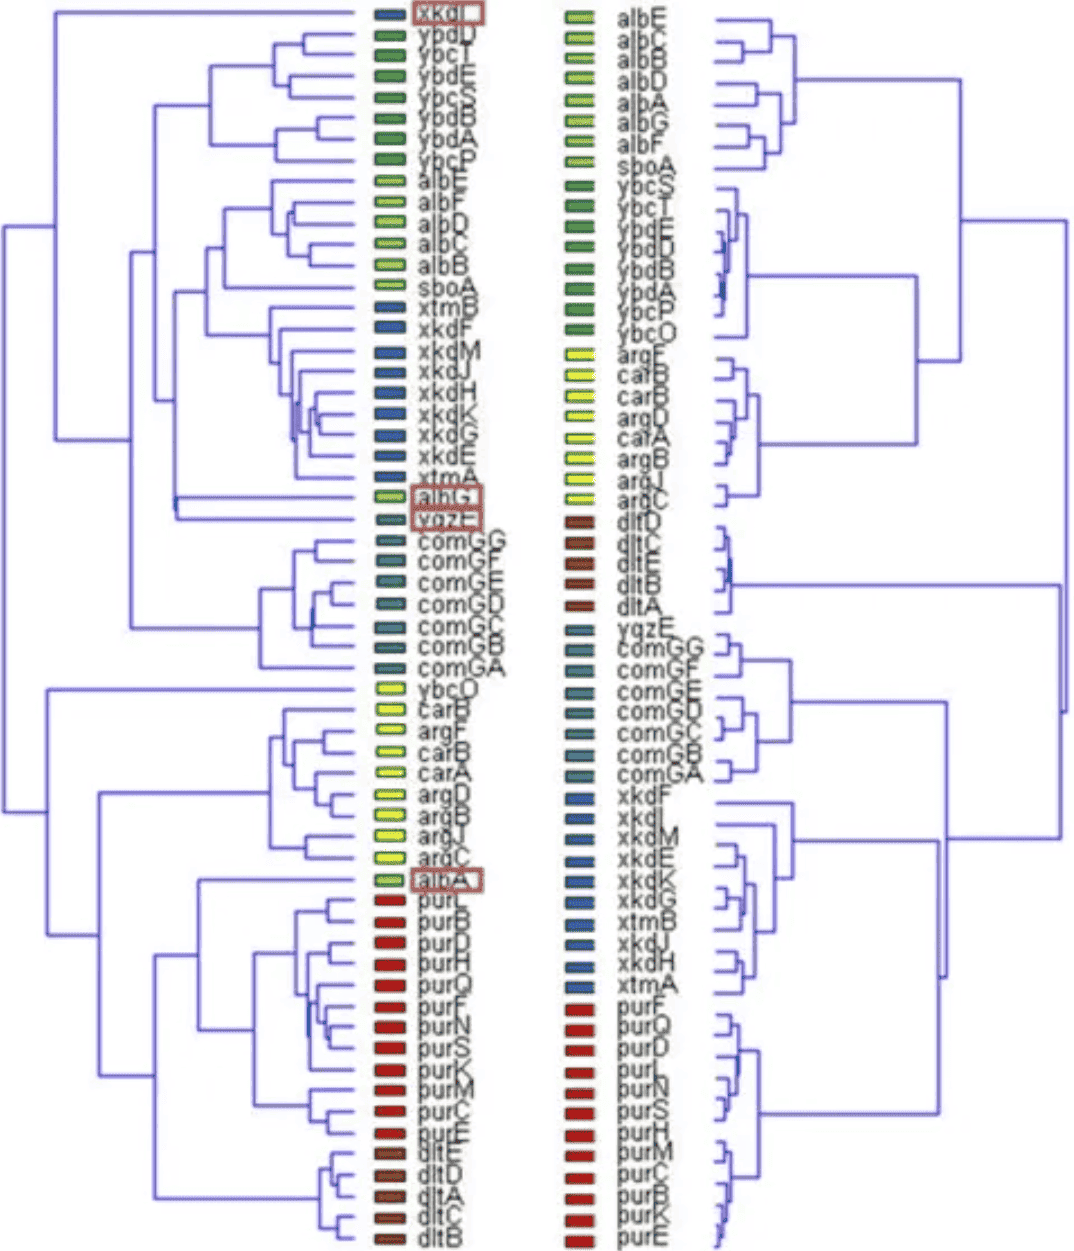 xkdI
ybdD
ybcT
ybdE
ybcS
ybdB
ybdA
ybcP
albE
albF
albD
albC
albB
sboA
xtmB
xkdF
xkdM
xkdJ
xkdH
xkdK
xkdG
xkdE
xtmA
albG
yqzE
comGG
comGF
comGE
comGD
comGC
comGB
comGA
ybcO
carB
argF
carB
carA
argD
argB
argJ
argC
albA
purL
purB
purD
purH
purQ
purF
purN
purS
purK
purM
purC
purE
dltE
dltD
dltA
dltC
dltB
albE
albC
albB
albD
albA
albG
albF
sboA
ybcS
ybcT
ybdE
ybdD
ybdB
ybdA
ybcP
ybcO
argF
carB
carB
argD
carA
argB
argJ
argC
dltD
dltC
dltE
dltB
dltA
yqzE
comGG
comGF
comGE
comGD
comGC
comGB
comGA
xkdF
xkdI
xkdM
xkdE
xkdK
xkdG
xtmB
xkdJ
xkdH
xtmA
purF
purQ
purD
purL
purN
purS
purH
purM
purC
purB
purK
purE